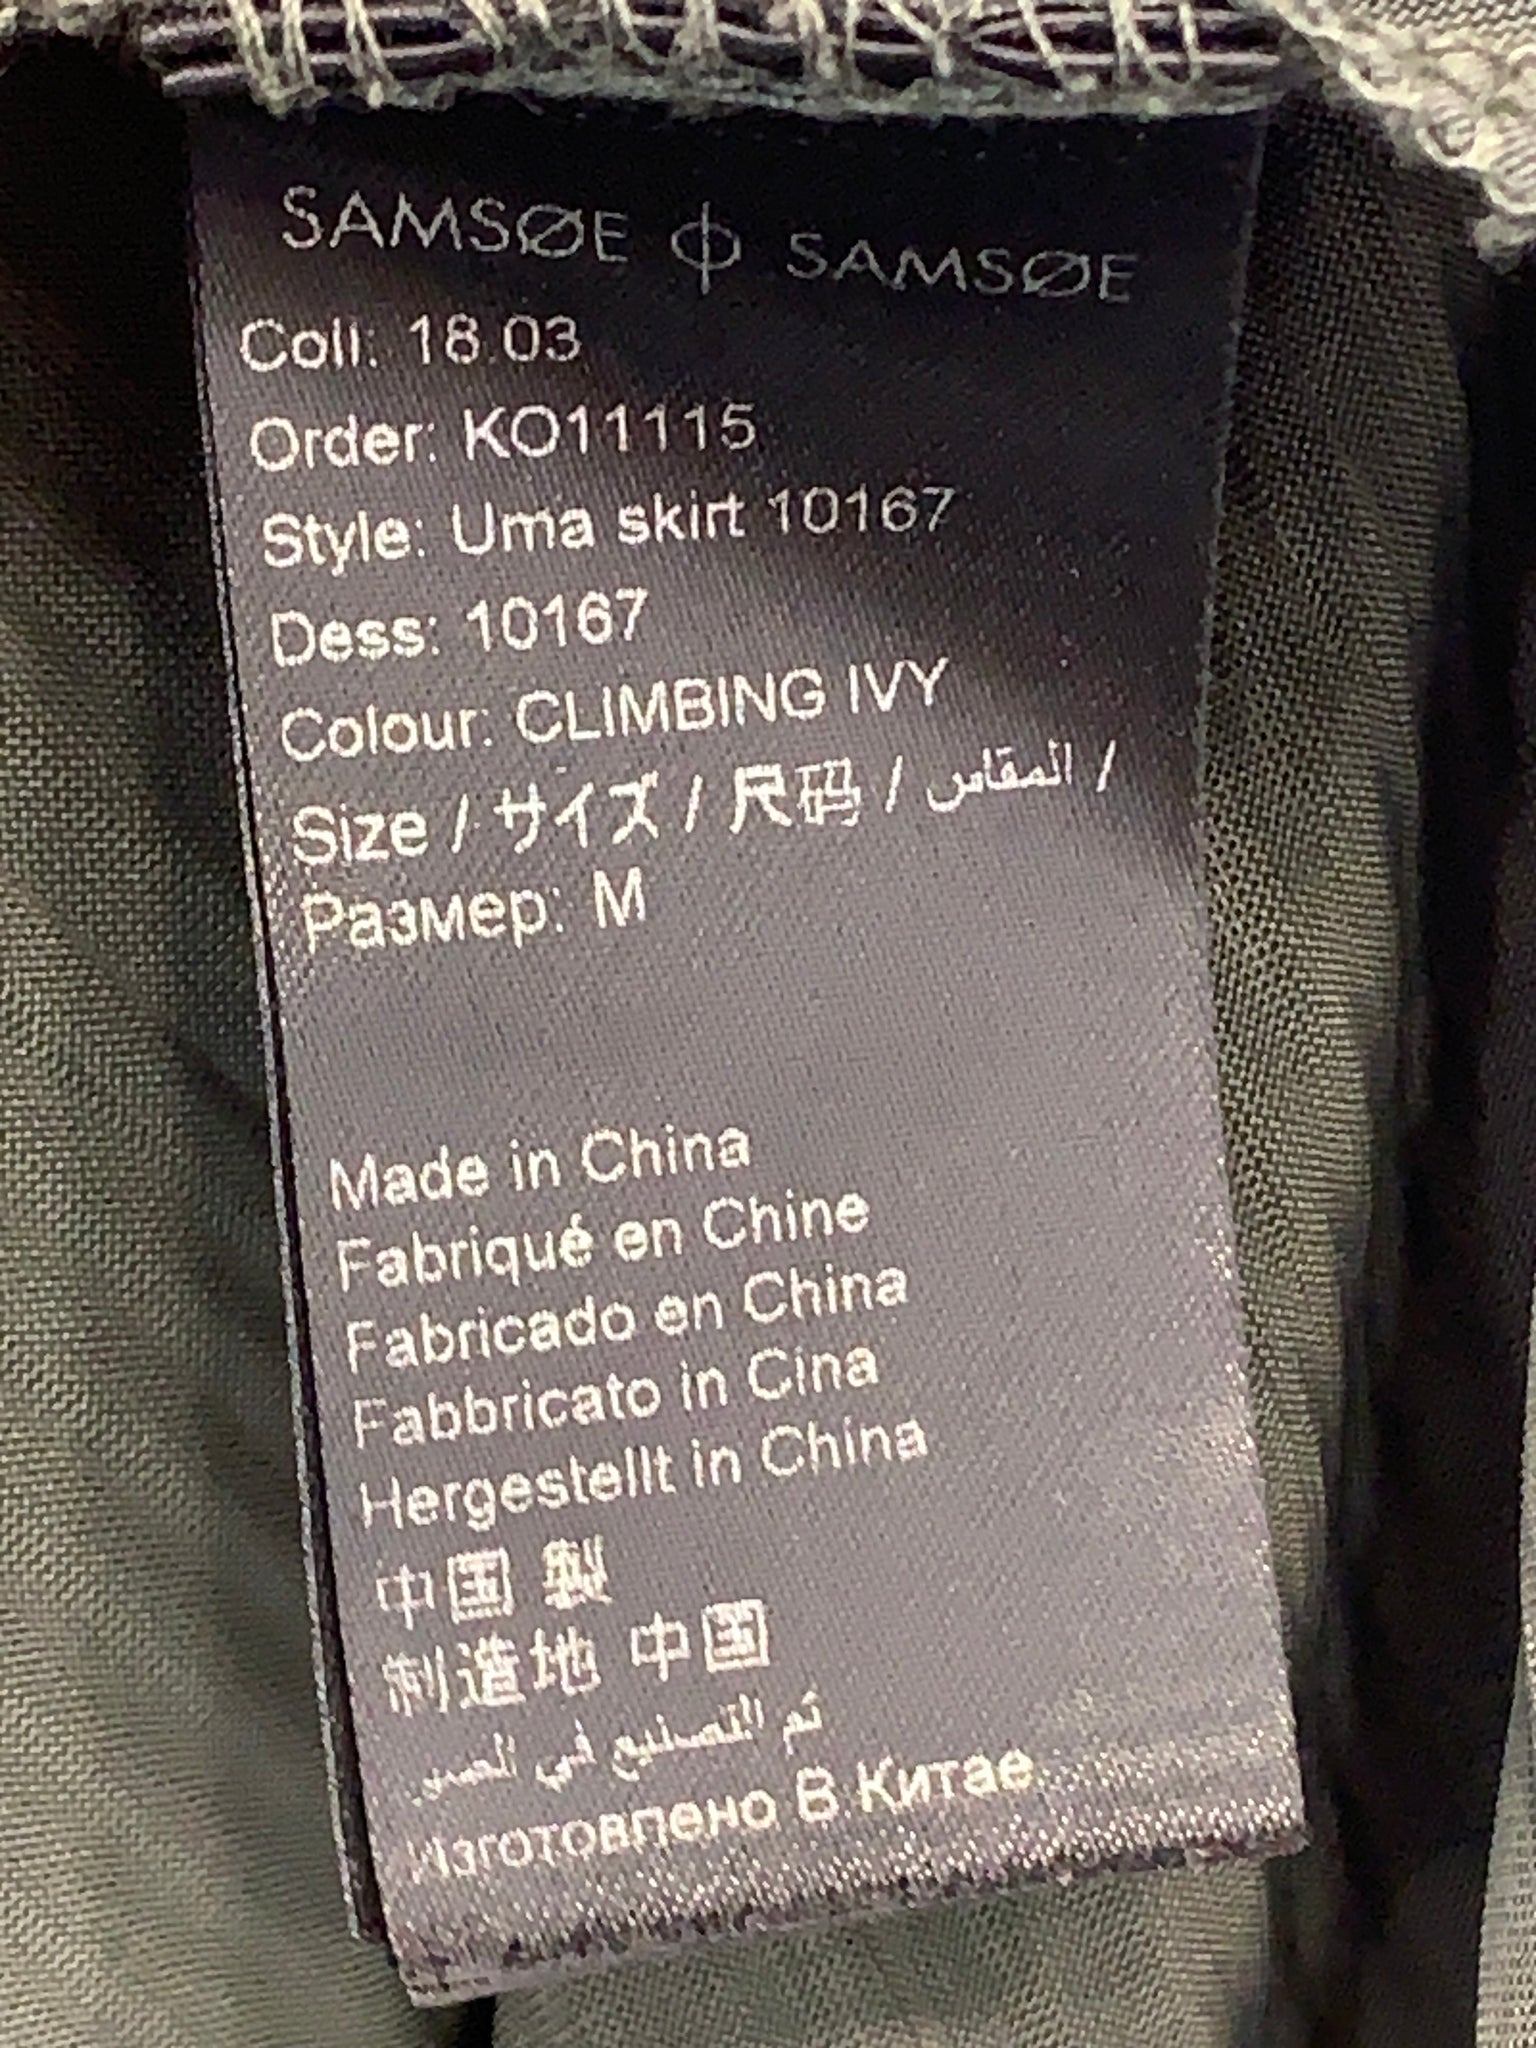 SAMSØE Φ SAMSØE
Coll: 18.03
Order: KO11115
Style: Uma skirt 10167
Dess: 10167
Colour: CLIMBING IVY
Size / サイズ / 尺码 / المقاس /
Размер: M
Made in China
Fabriqué en Chine
Fabricado en China
Fabbricato in Cina
Hergestellt in China
中国 製
制造地 中国
تم التصنيع في الصين
Изготовлено В Китае.